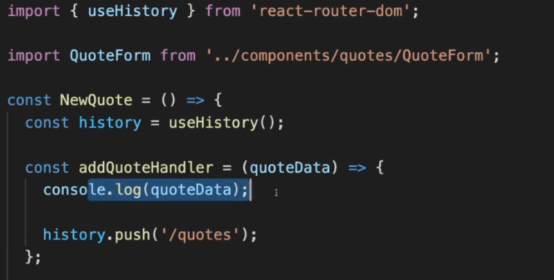 import { useHistory } from 'react-router-dom';
import QuoteForm from '../components/quotes/QuoteForm';
const NewQuote = () => {
const history = useHistory();
const addQuoteHandler = (quoteData) => {
console.log(quoteData);
history.push('/quotes');
};